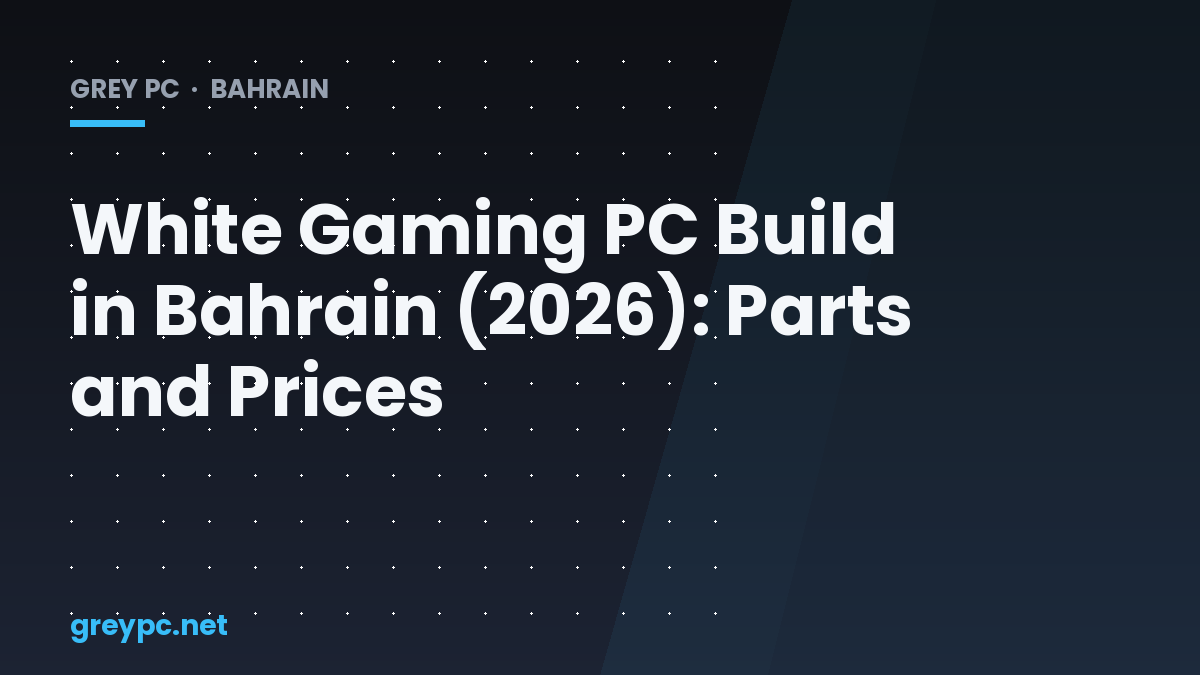 GREY PC · BAHRAIN
White Gaming PC Build
in Bahrain (2026): Parts
and Prices
greypc.net